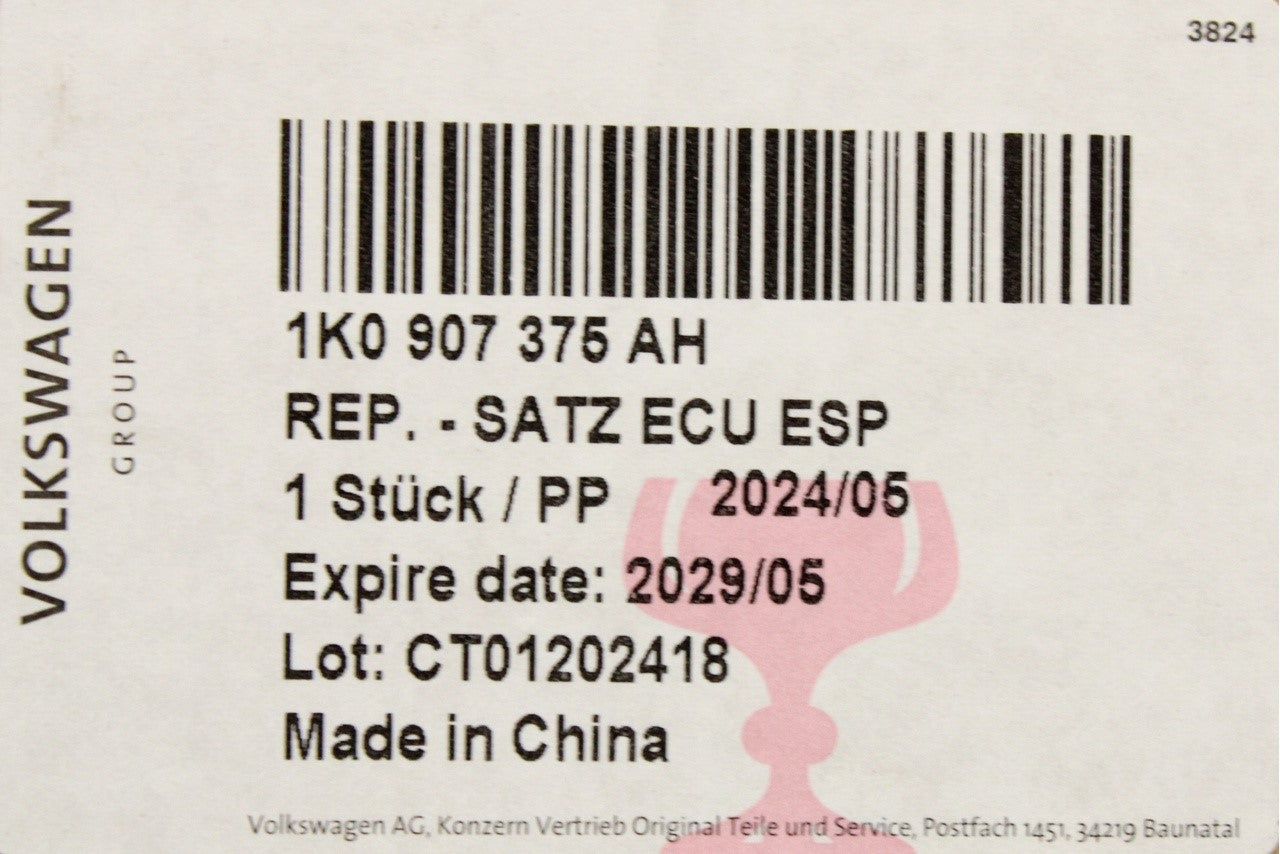 3824
VOLKSWAGEN
GROUP
1K0 907 375 AH
REP. - SATZ ECU ESP
1 Stück / PP 2024/05
Expire date: 2029/05
Lot: CT01202418
Made in China
Volkswagen AG, Konzern Vertrieb Original Teile und Service, Postfach 1451, 34219 Baunatal